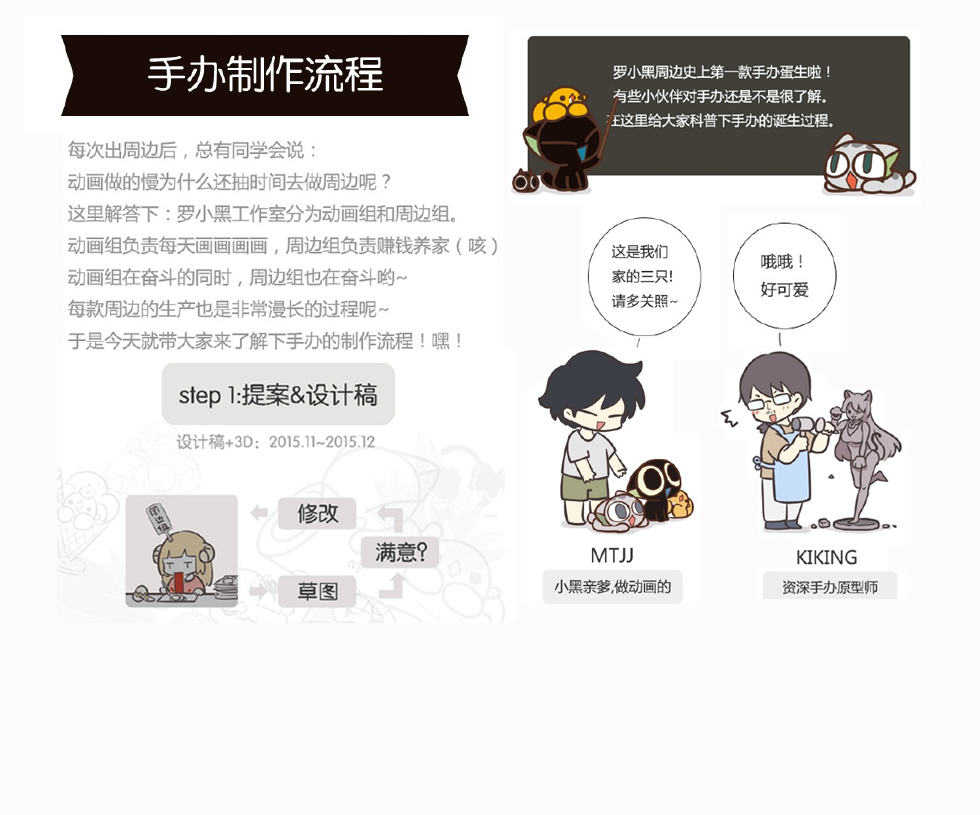 手办制作流程
每次出周边后，总有同学会说：
动画做的慢为什么还抽时间去做周边呢？
这里解答下：罗小黑工作室分为动画组和周边组。
动画组负责每天画画画画，周边组负责赚钱养家（咳）
动画组在奋斗的同时，周边组也在奋斗哟~
每款周边的生产也是非常漫长的过程呢~
于是今天就带大家来了解下手办的制作流程！嘿！
step 1:提案&设计稿
设计稿+3D：2015.11~2015.12
周边组
修改
满意?
草图
罗小黑周边史上第一款手办蛋生啦！
有些小伙伴对手办还是不是很了解。
在这里给大家科普下手办的诞生过程。
这是我们
家的三只!
请多关照~
哦哦！
好可爱
MTJJ
小黑亲爹,做动画的
KIKING
资深手办原型师